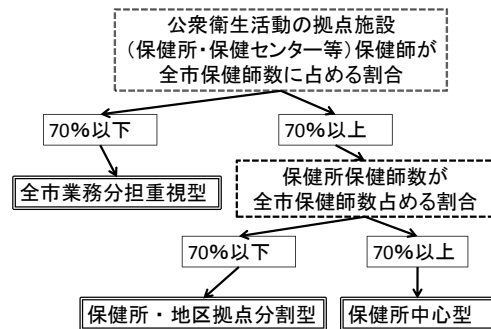 公衆衛生活動の拠点施設
(保健所・保健センター等)保健師が
全市保健師数に占める割合
70%以下
70%以上
全市業務分担重視型
保健所保健師数が
全市保健師数占める割合
70%以下
70%以上
保健所・地区拠点分割型
保健所中心型